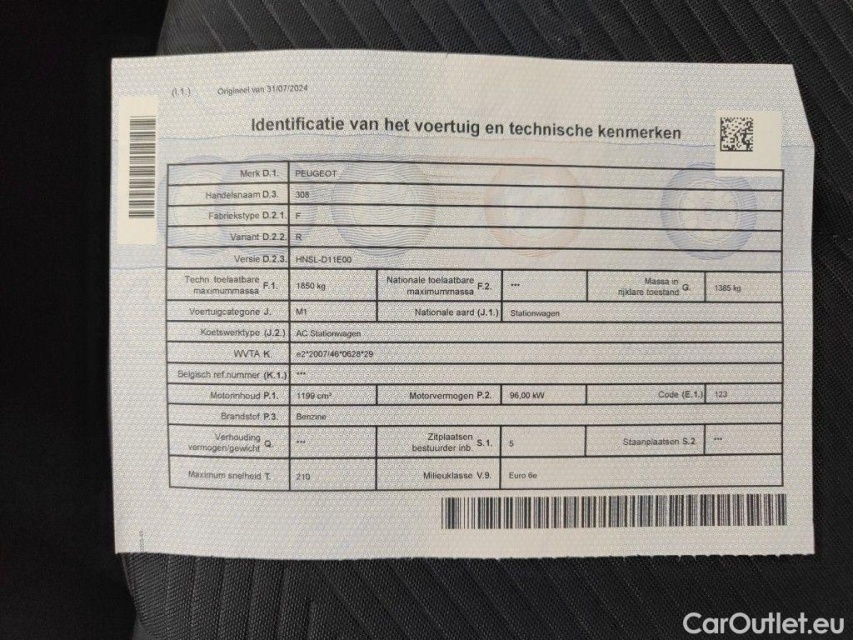 (I.1.) Origineel van 31/07/2024
Identificatie van het voertuig en technische kenmerken
Merk D.1. PEUGEOT
Handelsnaam D.3. 308
Fabriekstype D.2.1. F
Variant D.2.2. R
Versie D.2.3. HNSL-D11E00
Techn. toelaatbare maximummassa F.1. 1850 kg Nationale toelaatbare maximummassa F.2. *** Massa in rijklare toestand G. 1385 kg
Voertuigcategorie J. M1 Nationale aard (J.1.) Stationwagen
Koetswerktype (J.2.) AC Stationwagen
WVTA K. e2*2007/46*0628*29
Belgisch ref.nummer (K.1.) ***
Motorinhoud P.1. 1199 cm³ Motorvermogen P.2. 96,00 kW Code (E.1.) 123
Brandstof P.3. Benzine
Verhouding vermogen/gewicht Q. *** Zitplaatsen bestuurder inb. S.1. 5 Staanplaatsen S.2. ***
Maximum snelheid T. 210 Milieuklasse V.9. Euro 6e
CarOutlet.eu